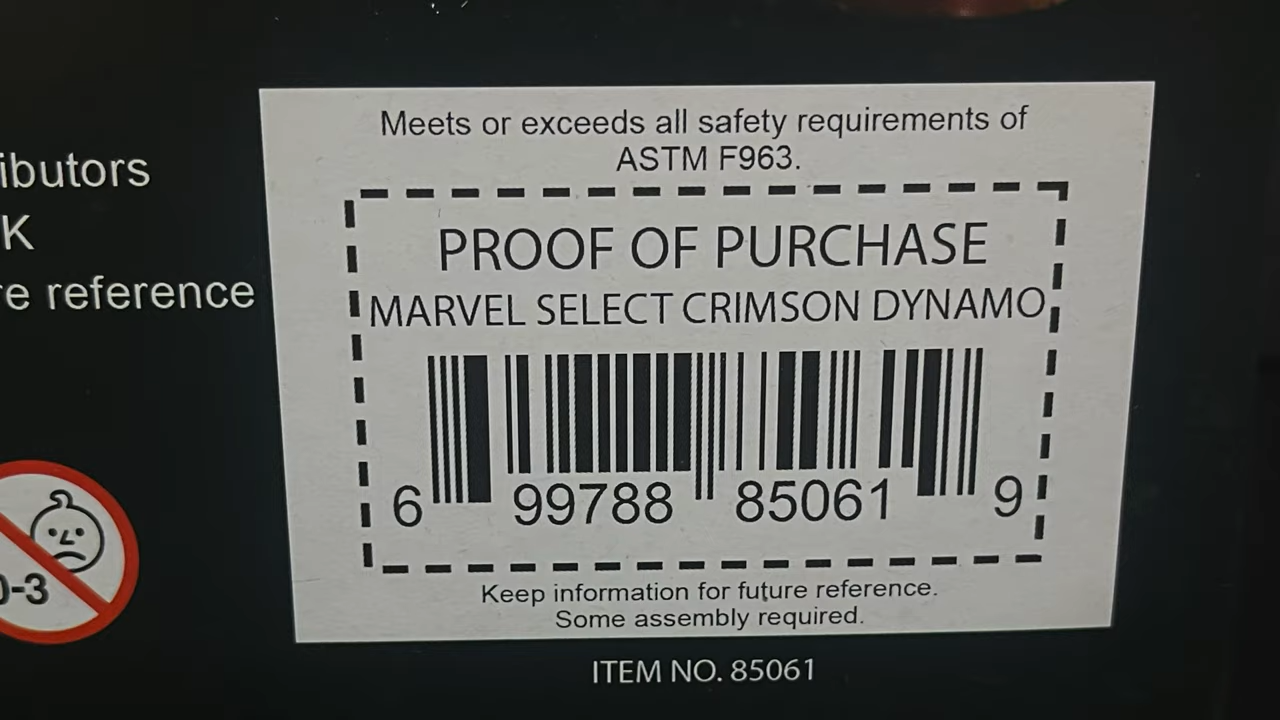 Meets or exceeds all safety requirements of
ASTM F963.
ibutors
K
re reference
PROOF OF PURCHASE
MARVEL SELECT CRIMSON DYNAMO
6 99788 85061 9
0-3
Keep information for future reference.
Some assembly required.
ITEM NO. 85061